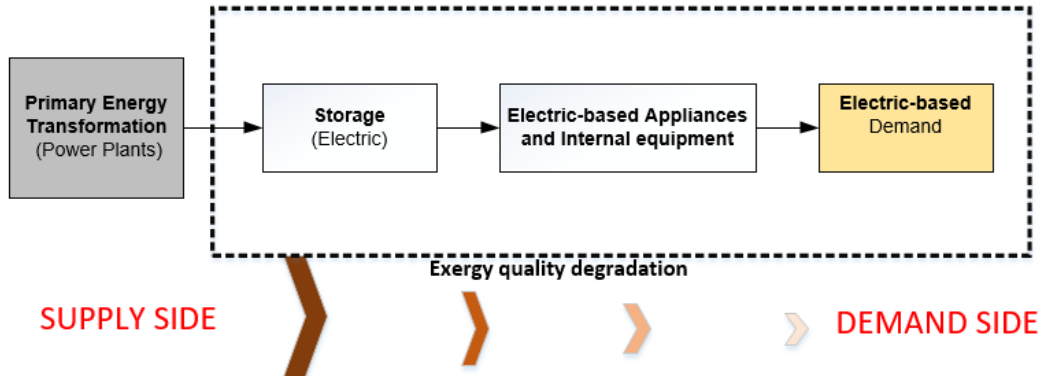 Primary Energy
Transformation
(Power Plants)
Storage
(Electric)
Electric-based Appliances
and Internal equipment
Electric-based
Demand
Exergy quality degradation
SUPPLY SIDE
DEMAND SIDE